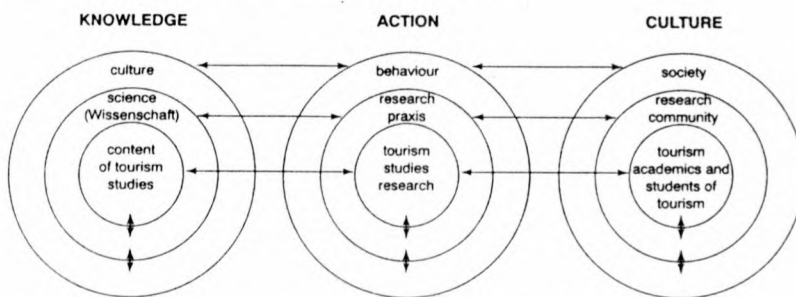 KNOWLEDGE
ACTION
CULTURE
culture
behaviour
society
science
(Wissenschaft)
research
praxis
research
community
content
of tourism
studies
tourism
studies
research
tourism
academics and
students of
tourism